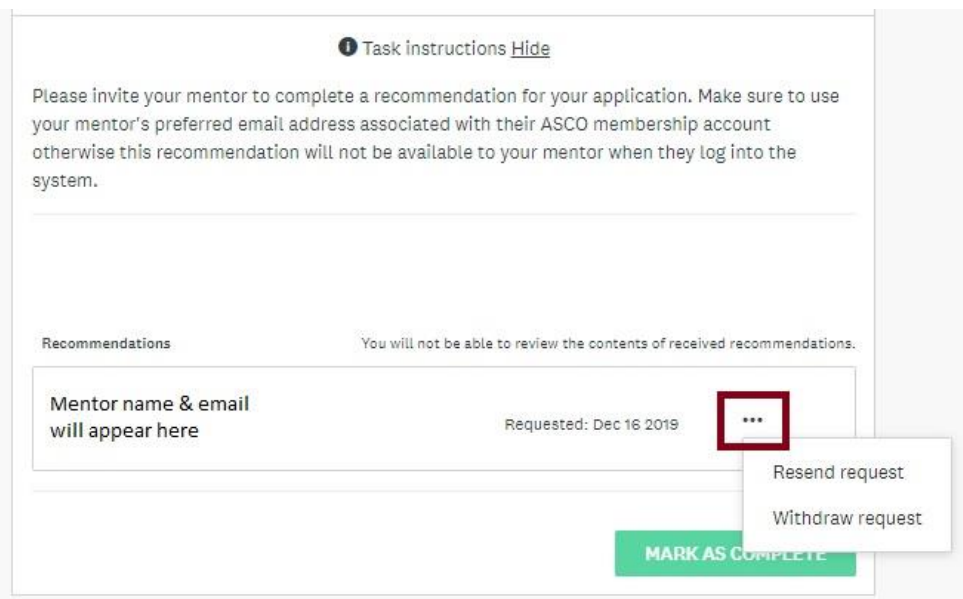 Task instructions Hide
Please invite your mentor to complete a recommendation for your application. Make sure to use
your mentor's preferred email address associated with their ASCO membership account
otherwise this recommendation will not be available to your mentor when they log into the
system.
Recommendations
You will not be able to review the contents of received recommendations.
Mentor name & email
will appear here
Requested: Dec 16 2019
Resend request
Withdraw request
MARK AS COMPLETE